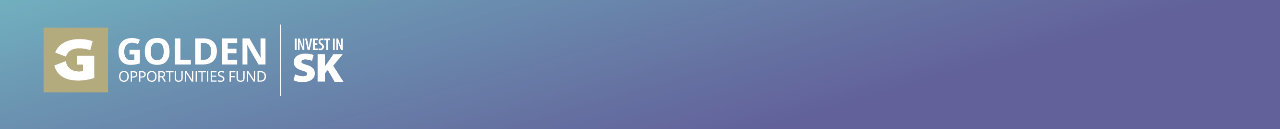 GOLDEN
OPPORTUNITIES FUND
INVEST IN
SK